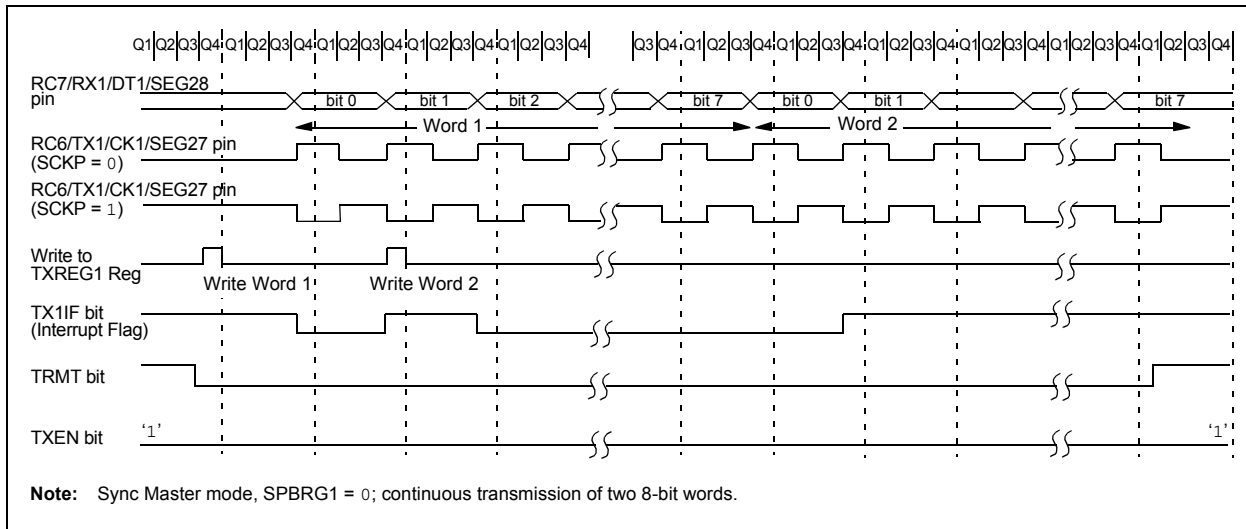 Q1 Q2 Q3 Q4 Q1 Q2 Q3 Q4 Q1 Q2 Q3 Q4 Q1 Q2 Q3 Q4 Q1 Q2 Q3 Q4 Q3 Q4 Q1 Q2 Q3 Q4 Q1 Q2 Q3 Q4 Q1 Q2 Q3 Q4 Q1 Q2 Q3 Q4 Q1 Q2 Q3 Q4 Q1 Q2 Q3 Q4
RC7/RX1/DT1/SEG28
pin
bit 0 bit 1 bit 2 bit 7 bit 0 bit 1 bit 7
Word 1 Word 2
RC6/TX1/CK1/SEG27 pin
(SCKP = 0)
RC6/TX1/CK1/SEG27 pin
(SCKP = 1)
Write to
TXREG1 Reg
Write Word 1 Write Word 2
TX1IF bit
(Interrupt Flag)
TRMT bit
TXEN bit
‘1’ ‘1’
Note: Sync Master mode, SPBRG1 = 0; continuous transmission of two 8-bit words.